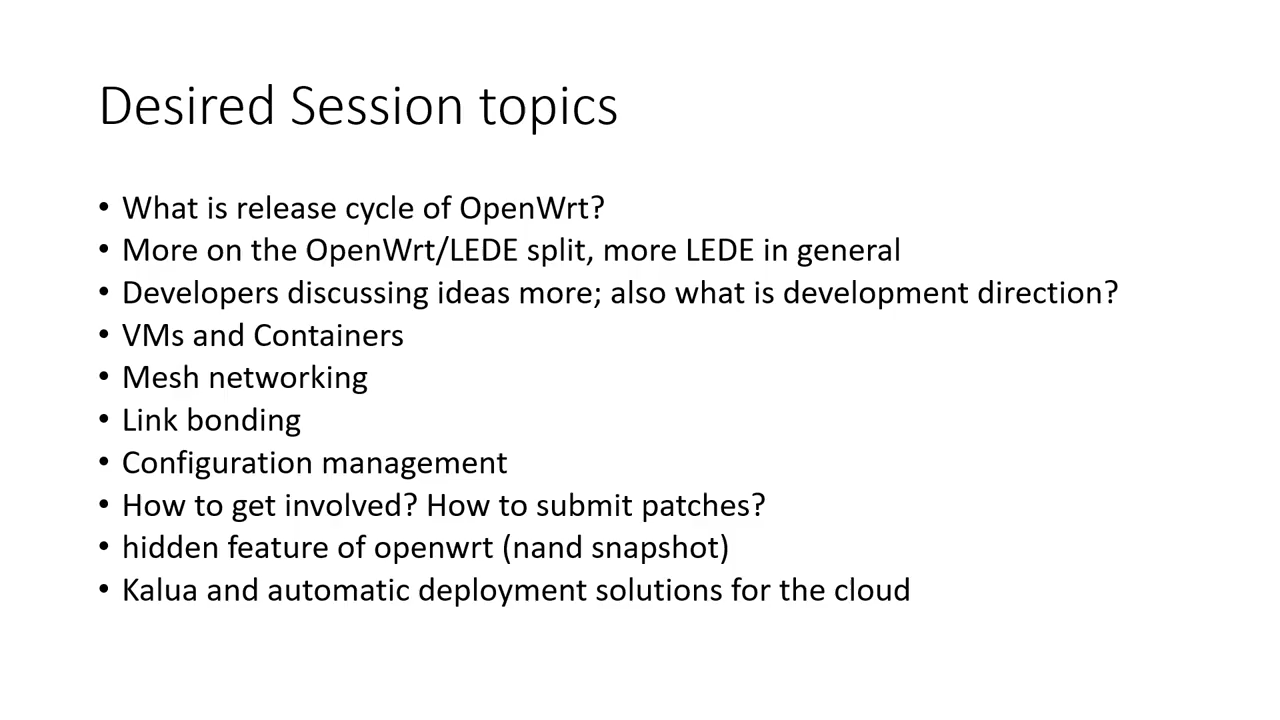 Desired Session topics
• What is release cycle of OpenWrt?
• More on the OpenWrt/LEDE split, more LEDE in general
• Developers discussing ideas more; also what is development direction?
• VMs and Containers
• Mesh networking
• Link bonding
• Configuration management
• How to get involved? How to submit patches?
• hidden feature of openwrt (nand snapshot)
• Kalua and automatic deployment solutions for the cloud